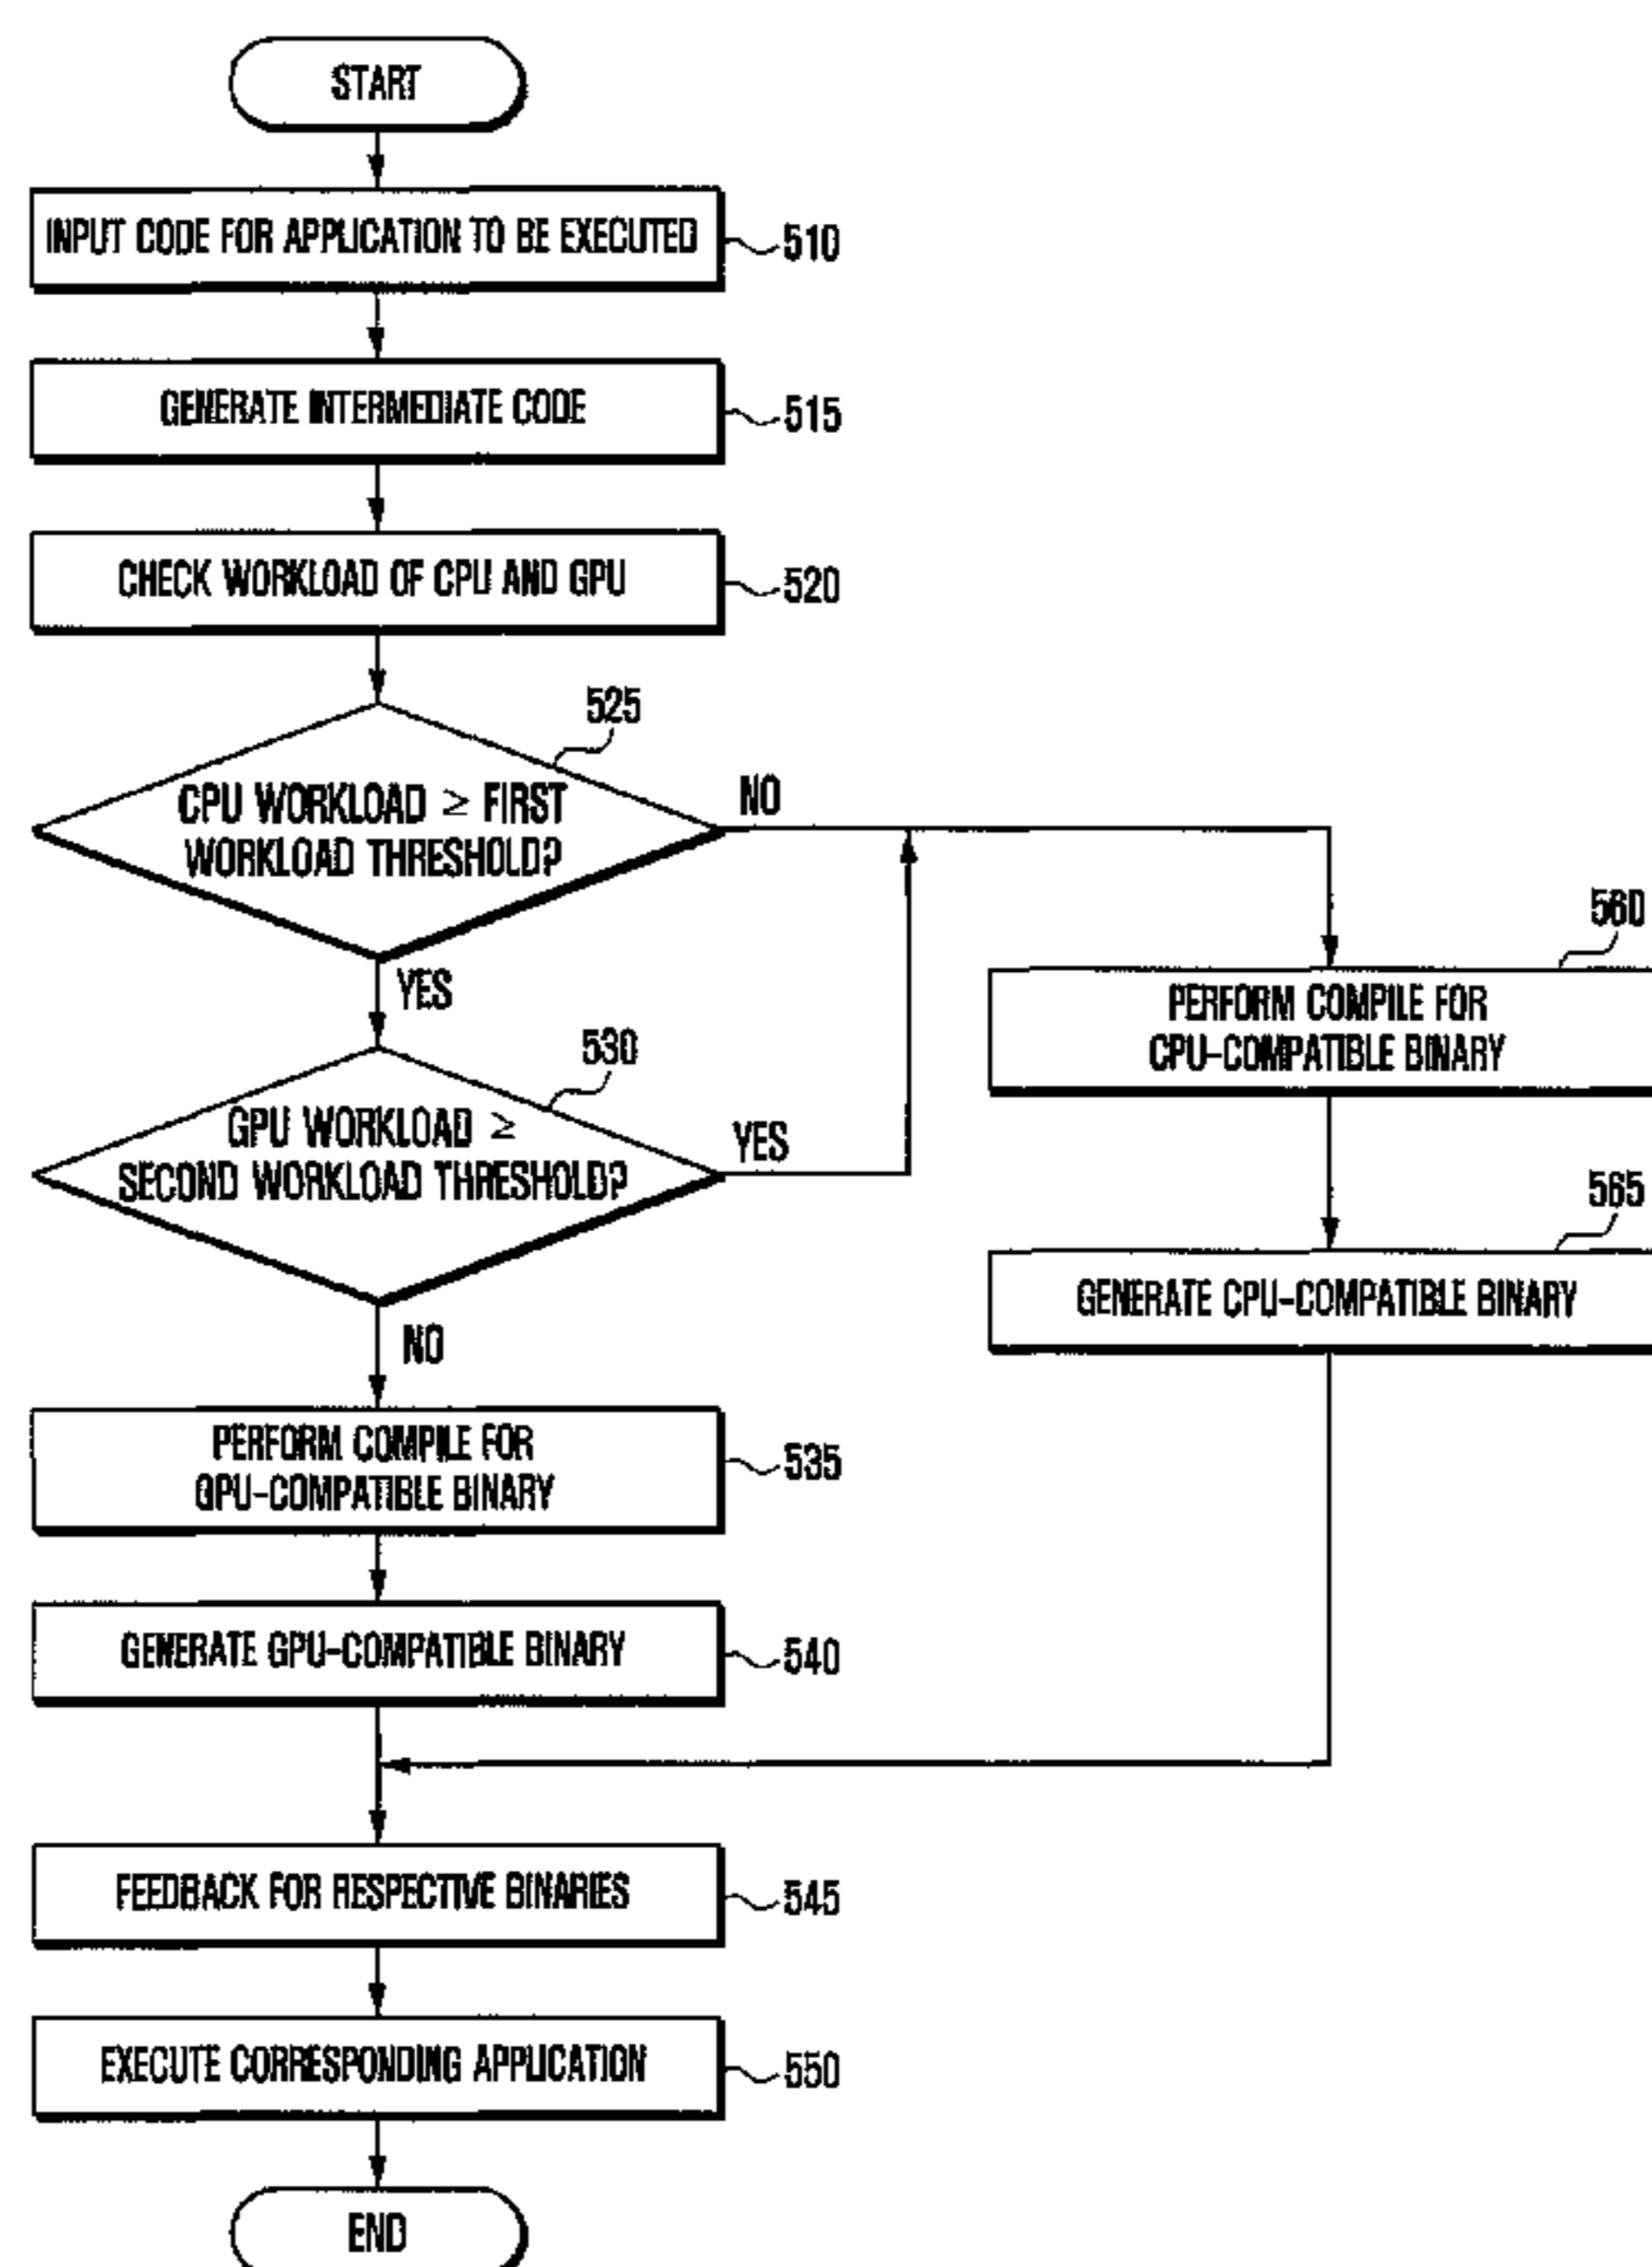 START
INPUT CODE FOR APPLICATION TO BE EXECUTED
510
GENERATE INTERMEDIATE CODE
515
CHECK WORKLOAD OF CPU AND GPU
520
525
CPU WORKLOAD ≥ FIRST
WORKLOAD THRESHOLD?
NO
YES
530
GPU WORKLOAD ≥
SECOND WORKLOAD THRESHOLD?
YES
NO
560
PERFORM COMPILE FOR
CPU-COMPATIBLE BINARY
565
GENERATE CPU-COMPATIBLE BINARY
PERFORM COMPILE FOR
GPU-COMPATIBLE BINARY
535
GENERATE GPU-COMPATIBLE BINARY
540
FEEDBACK FOR RESPECTIVE BINARIES
545
EXECUTE CORRESPONDING APPLICATION
550
END